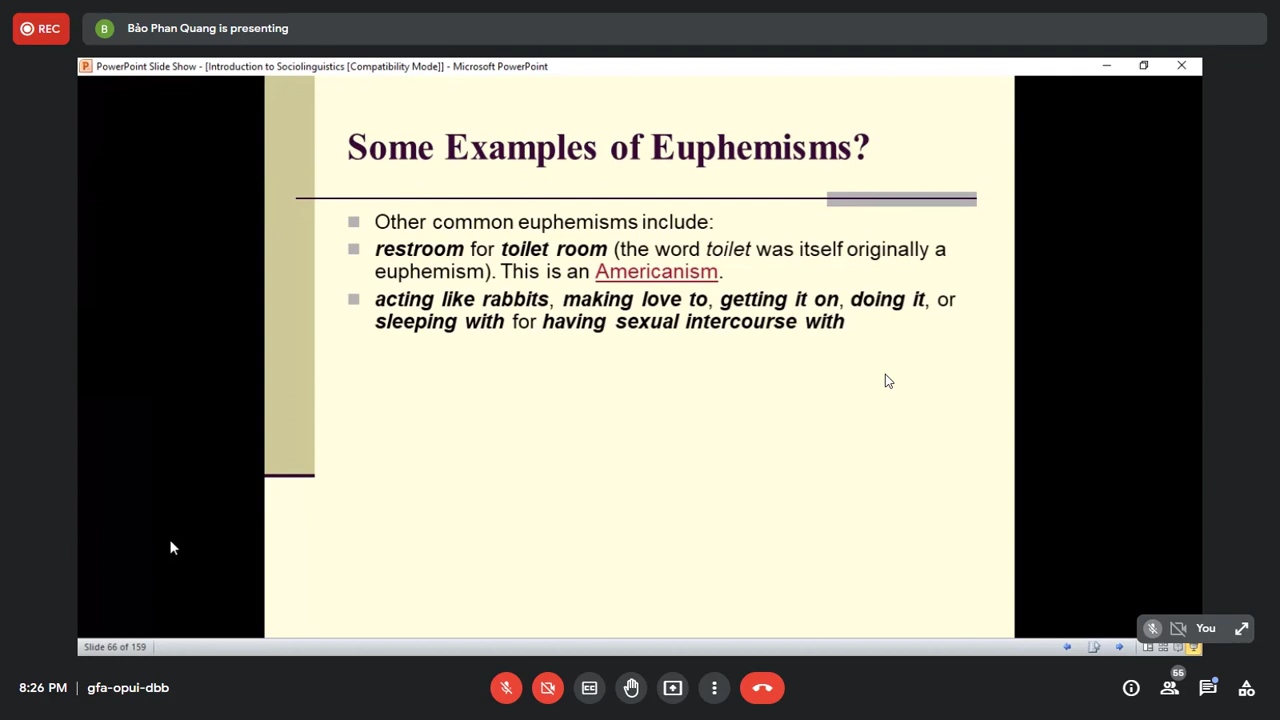 REC
B
Bảo Phan Quang is presenting
PowerPoint Slide Show - [Introduction to Sociolinguistics [Compatibility Mode]] - Microsoft PowerPoint
Some Examples of Euphemisms?
Other common euphemisms include:
restroom for toilet room (the word toilet was itself originally a
euphemism). This is an Americanism.
acting like rabbits, making love to, getting it on, doing it, or
sleeping with for having sexual intercourse with
You
Slide 66 of 159
8:26 PM | gfa-opui-dbb
55